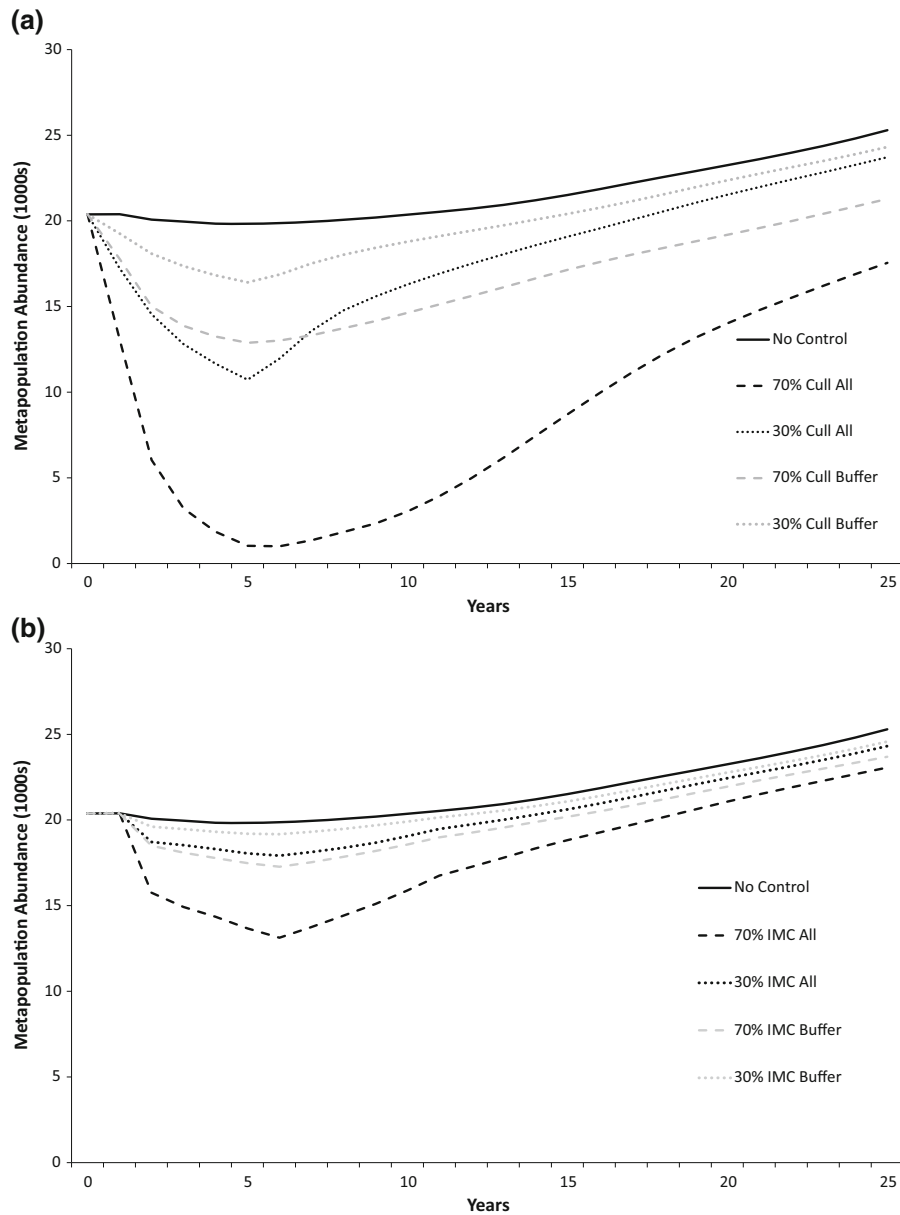 (a)
30
25
20
15
10
5
0
Metapopulation Abundance (1000s)
No Control
70% Cull All
30% Cull All
70% Cull Buffer
30% Cull Buffer
0 5 10 15 20 25
Years
(b)
30
25
20
15
10
5
0
Metapopulation Abundance (1000s)
No Control
70% IMC All
30% IMC All
70% IMC Buffer
30% IMC Buffer
0 5 10 15 20 25
Years